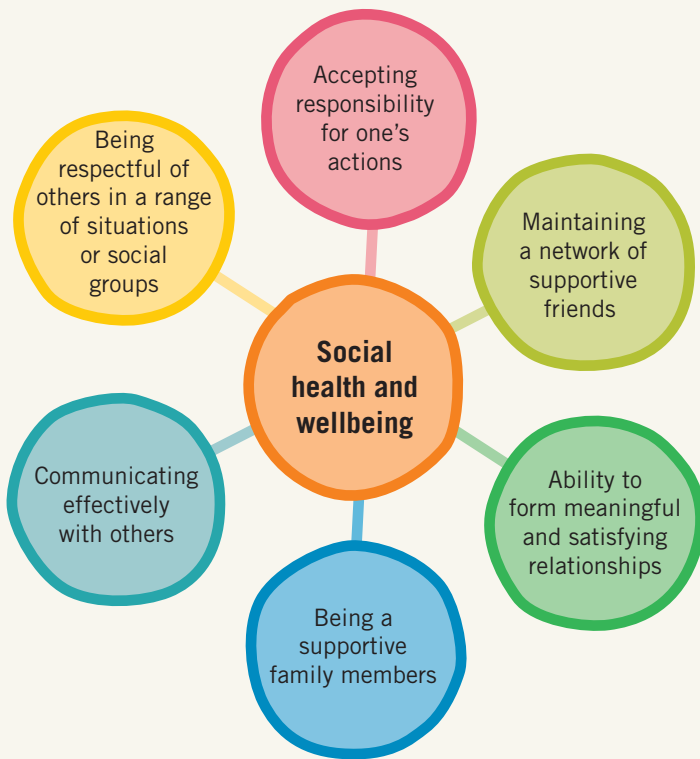 Accepting
responsibility
for one's
actions
Being
respectful of
others in a range
of situations
or social
groups
Maintaining
a network of
supportive
friends
Social
health and
wellbeing
Communicating
effectively
with others
Ability to
form meaningful
and satisfying
relationships
Being a
supportive
family members